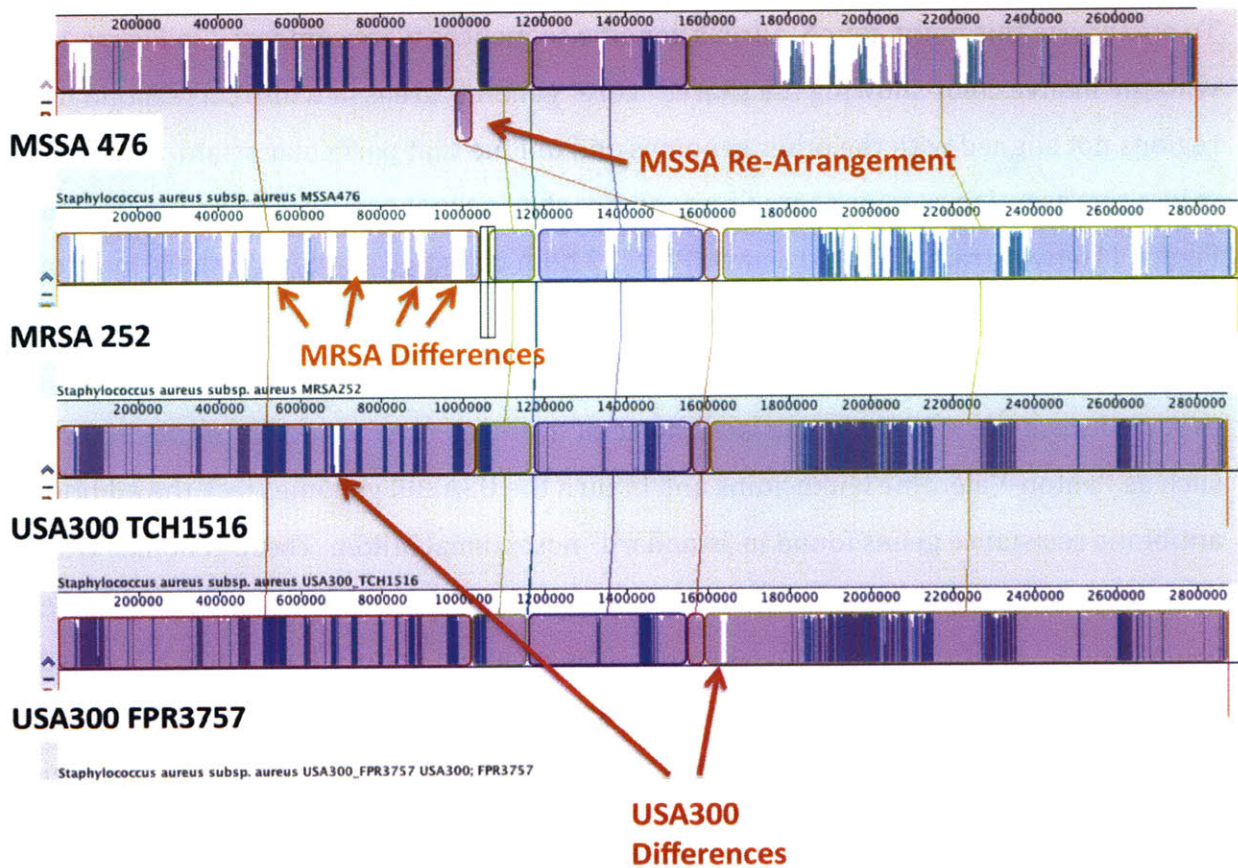 200000 400000 600000 800000 1000000 1200000 1400000 1600000 1800000 2000000 2200000 2400000 2600000
MSSA 476
MSSA Re-Arrangement
Staphylococcus aureus subsp. aureus MSSA476
200000 400000 600000 800000 1000000 1200000 1400000 1600000 1800000 2000000 2200000 2400000 2600000 2800000
MRSA 252
MRSA Differences
Staphylococcus aureus subsp. aureus MRSA252
200000 400000 600000 800000 1000000 1200000 1400000 1600000 1800000 2000000 2200000 2400000 2600000 2800000
USA300 TCH1516
Staphylococcus aureus subsp. aureus USA300_TCH1516
200000 400000 600000 800000 1000000 1200000 1400000 1600000 1800000 2000000 2200000 2400000 2600000 2800000
USA300 FPR3757
Staphylococcus aureus subsp. aureus USA300_FPR3757 USA300; FPR3757
USA300
Differences